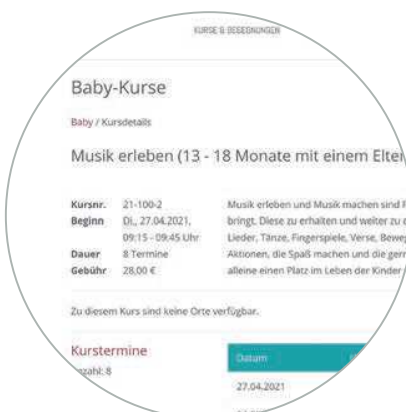 KURSE & BEGEGNUNGEN
Baby-Kurse
Baby / Kursdetails
Musik erleben (13 - 18 Monate mit einem Elter
Kursnr. 21-100-2
Beginn Di., 27.04.2021,
09:15 - 09:45 Uhr
Dauer 8 Termine
Gebühr 28,00 €
Musik erleben und Musik machen sind
bringt. Diese zu erhalten und weiter zu
Lieder, Tänze, Fingerspiele, Verse,
Aktionen, die Spaß machen und die
alleine einen Platz im Leben der Kinder
Zu diesem Kurs sind keine Orte verfügbar.
Kurstermine
8
Datum
27.04.2021